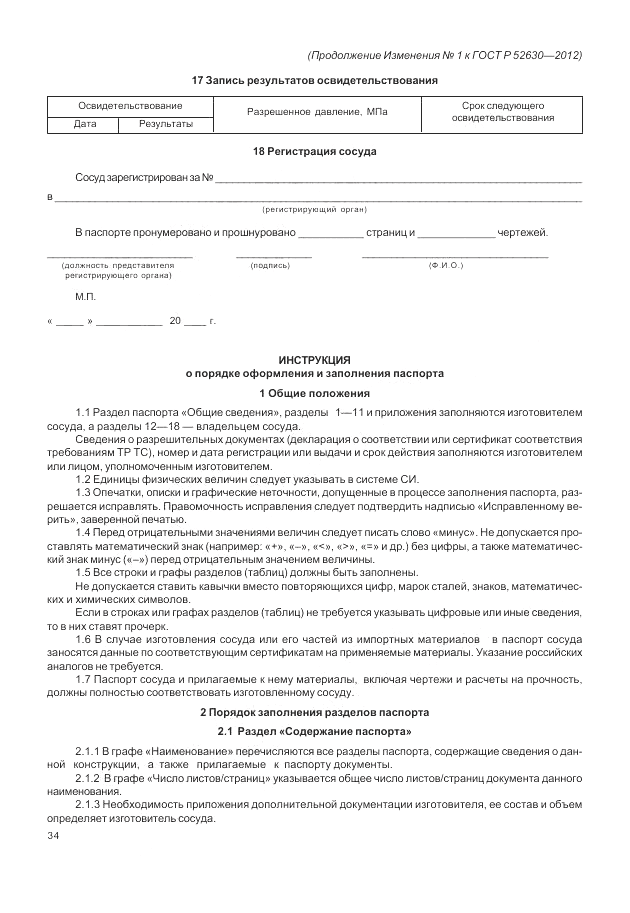 (Продолжение Изменения № 1 к ГОСТ Р 52630—2012)
17 Запись результатов освидетельствования
Освидетельствование
Разрешенное давление, МПа
Срок следующего
освидетельствования
Дата
Результаты
18 Регистрация сосуда
Сосуд зарегистрирован за № ____________
в ____________
(регистрирующий орган)
В паспорте пронумеровано и прошнуровано ____________ страниц и ____________ чертежей.
(должность представителя
регистрирующего органа)
(подпись)
(Ф.И.О.)
М.П.
« _____ » ____________ 20 ____ г.
ИНСТРУКЦИЯ
о порядке оформления и заполнения паспорта
1 Общие положения
1.1 Раздел паспорта «Общие сведения», разделы 1—11 и приложения заполняются изготовителем
сосуда, а разделы 12—18 — владельцем сосуда.
Сведения о разрешительных документах (декларация о соответствии или сертификат соответствия
требованиям ТР ТС), номер и дата регистрации или выдачи и срок действия заполняются изготовителем
или лицом, уполномоченным изготовителем.
1.2 Единицы физических величин следует указывать в системе СИ.
1.3 Опечатки, описки и графические неточности, допущенные в процессе заполнения паспорта, раз-
решается исправлять. Правомочность исправления следует подтвердить надписью «Исправленному ве-
рить», заверенной печатью.
1.4 Перед отрицательными значениями величин следует писать слово «минус». Не допускается про-
ставлять математический знак (например: «+», «–», «<», «>», «=» и др.) без цифры, а также математичес-
кий знак минус («–») перед отрицательным значением величины.
1.5 Все строки и графы разделов (таблиц) должны быть заполнены.
Не допускается ставить кавычки вместо повторяющихся цифр, марок сталей, знаков, математичес-
ких и химических символов.
Если в строках или графах разделов (таблиц) не требуется указывать цифровые или иные сведения,
то в них ставят прочерк.
1.6 В случае изготовления сосуда или его частей из импортных материалов в паспорт сосуда
заносятся данные по соответствующим сертификатам на применяемые материалы. Указание российских
аналогов не требуется.
1.7 Паспорт сосуда и прилагаемые к нему материалы, включая чертежи и расчеты на прочность,
должны полностью соответствовать изготовленному сосуду.
2 Порядок заполнения разделов паспорта
2.1 Раздел «Содержание паспорта»
2.1.1 В графе «Наименование» перечисляются все разделы паспорта, содержащие сведения о дан-
ной конструкции, а также прилагаемые к паспорту документы.
2.1.2 В графе «Число листов/страниц» указывается общее число листов/страниц документа данного
наименования.
2.1.3 Необходимость приложения дополнительной документации изготовителя, ее состав и объем
определяет изготовитель сосуда.
34